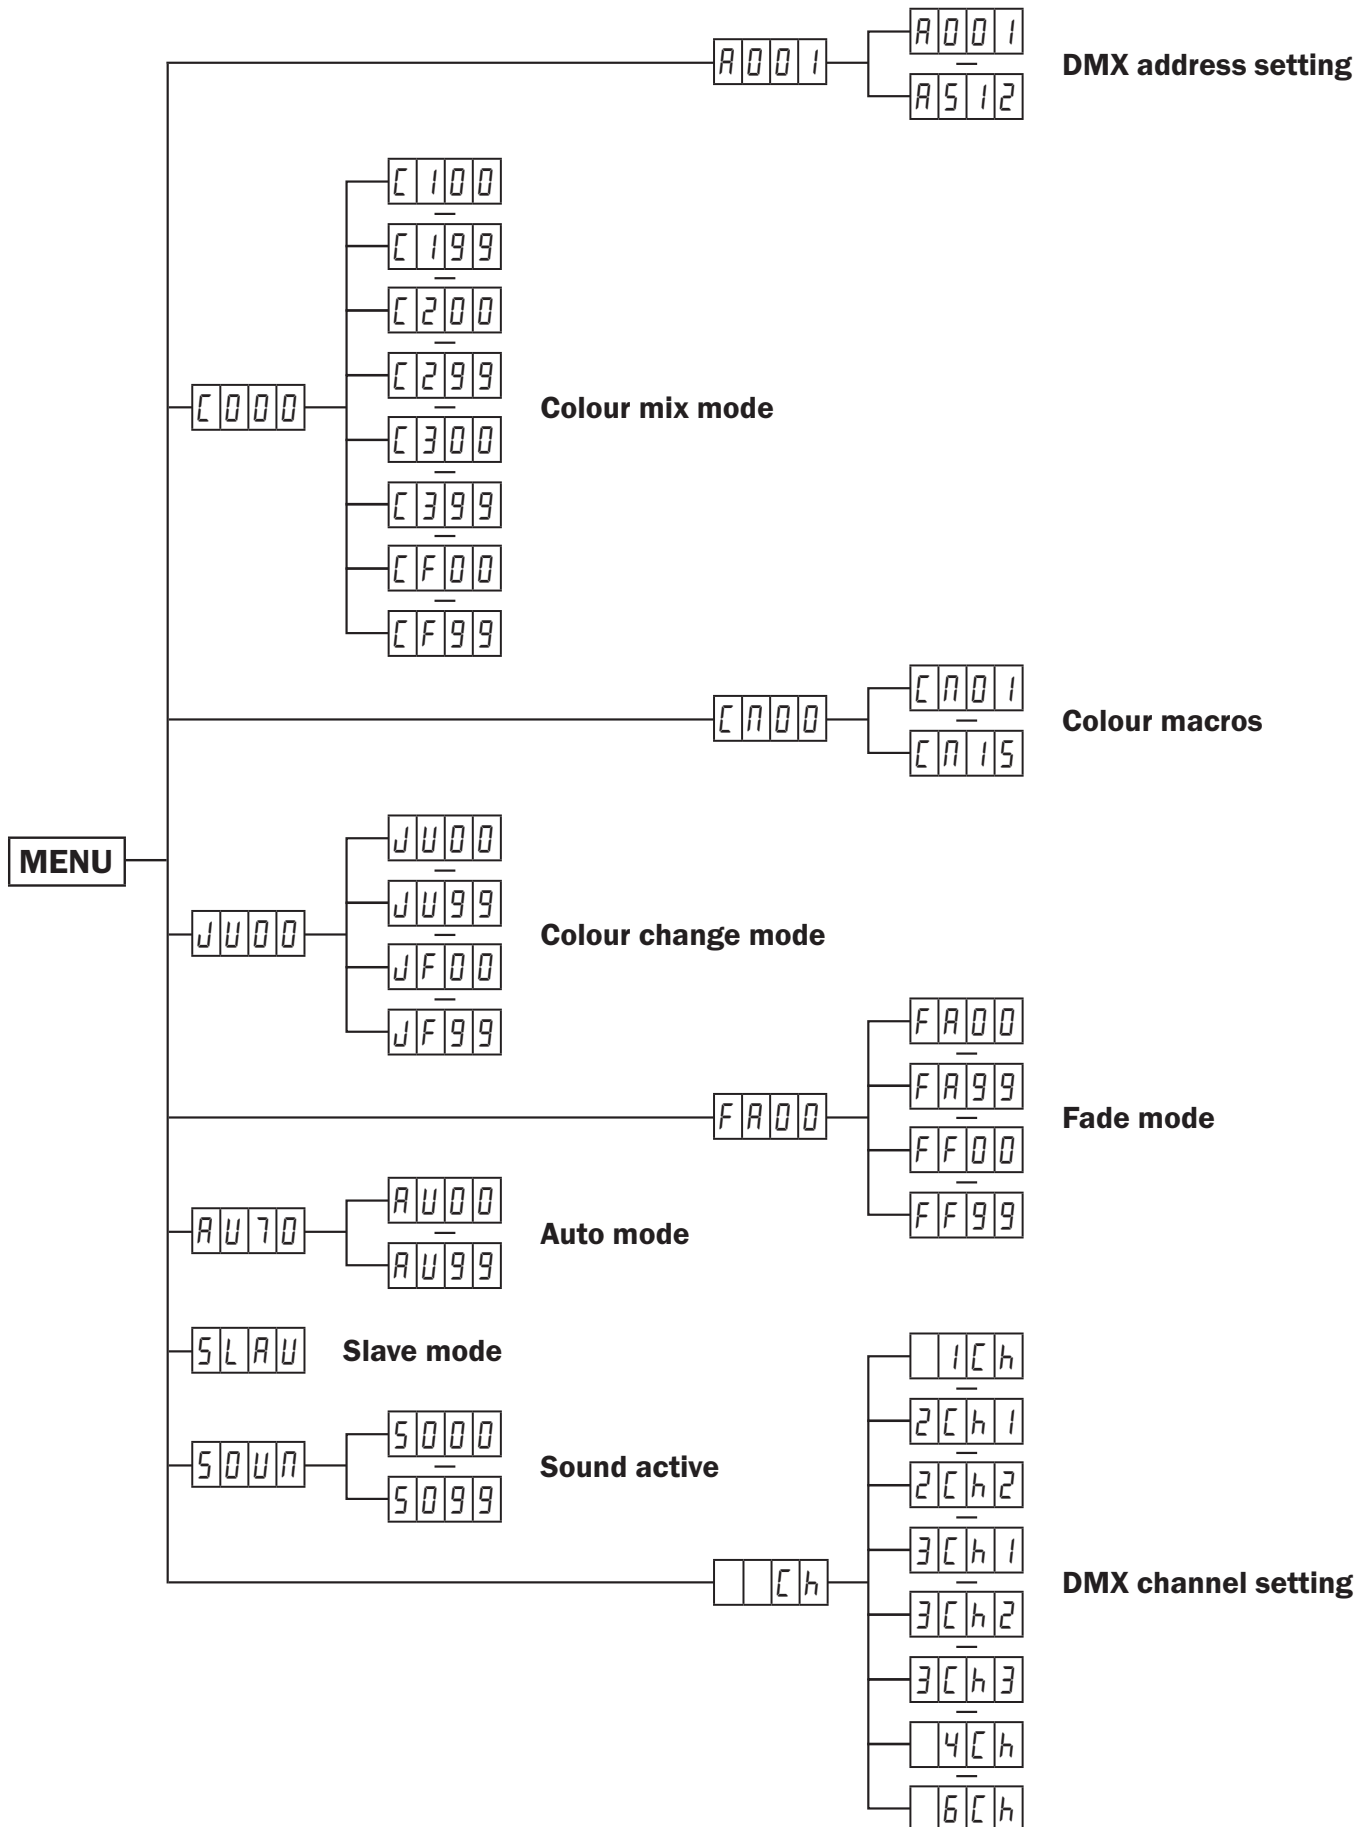 A001
A001
A512
DMX address setting
C000
C100
C199
C200
C299
C300
C399
CF00
CF99
Colour mix mode
Cn00
Cn01
Cn15
Colour macros
MENU
JU00
JU00
JU99
JF00
JF99
Colour change mode
FA00
FA00
FA99
FF00
FF99
Fade mode
AU70
AU00
AU99
Auto mode
SLAU
Slave mode
SOUn
S000
S099
Sound active
Ch
1Ch
2Ch1
2Ch2
3Ch1
3Ch2
3Ch3
4Ch
6Ch
DMX channel setting